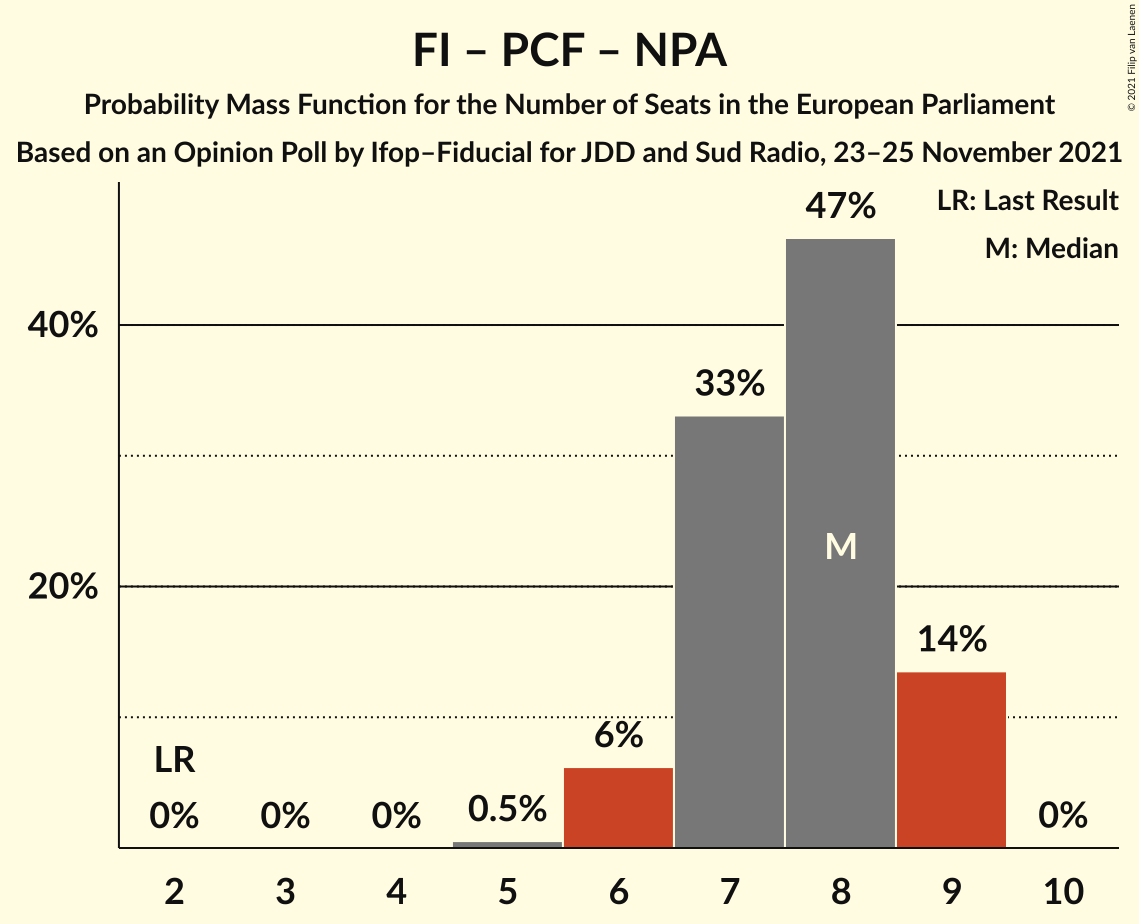 FI – PCF – NPA
Probability Mass Function for the Number of Seats in the European Parliament
Based on an Opinion Poll by Ifop–Fiducial for JDD and Sud Radio, 23–25 November 2021
© 2021 Filip van Laenen
LR: Last Result
M: Median
47%
40%
33%
M
20%
14%
6%
LR
0%
0%
0%
0.5%
0%
2 3 4 5 6 7 8 9 10